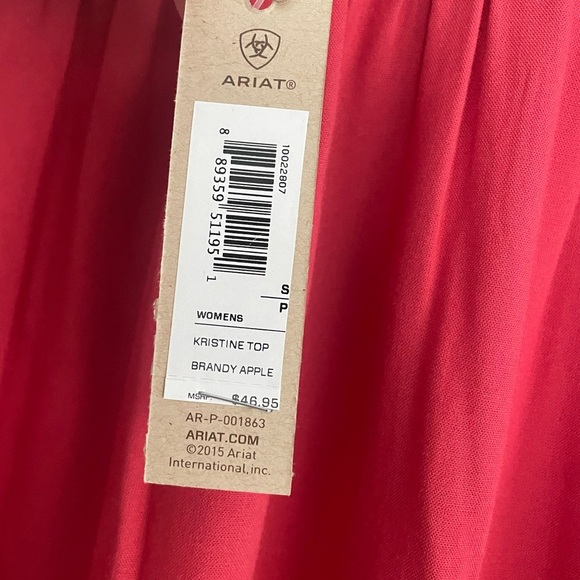 ARIAT®
10022807
8 89359 51195 1
S
P
WOMENS
KRISTINE TOP
BRANDY APPLE
MSRP: $46.95
AR-P-001863
ARIAT.COM
©2015 Ariat
International, inc.